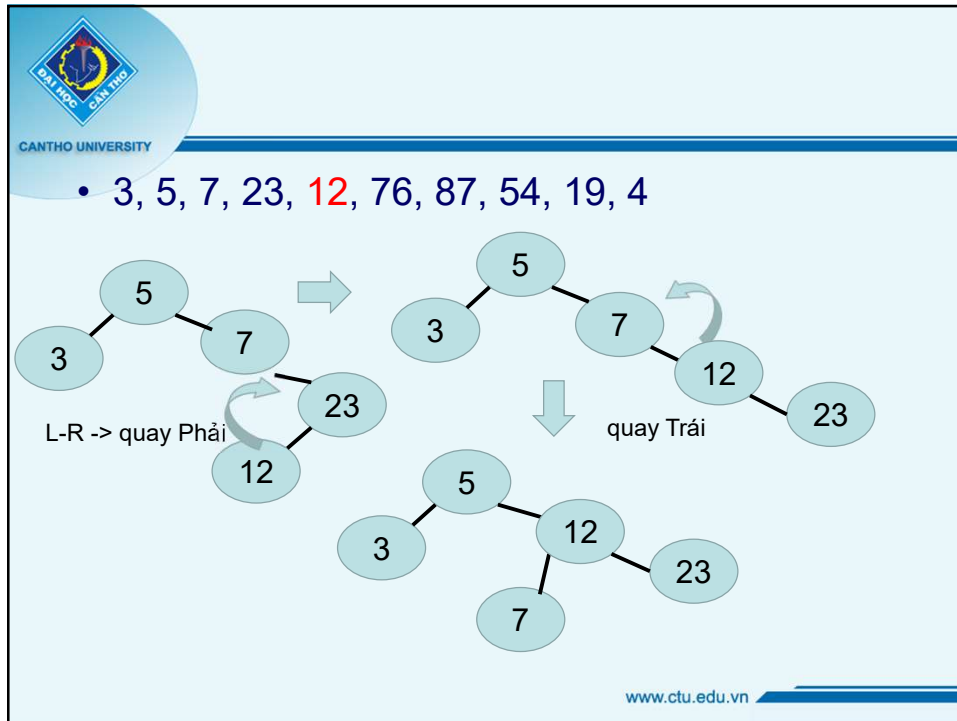 ĐẠI HỌC CẦN THƠ
CANTHO UNIVERSITY
• 3, 5, 7, 23, 12, 76, 87, 54, 19, 4
5
3
7
23
12
L-R -> quay Phải
5
3
7
12
23
quay Trái
5
3
12
23
7
www.ctu.edu.vn